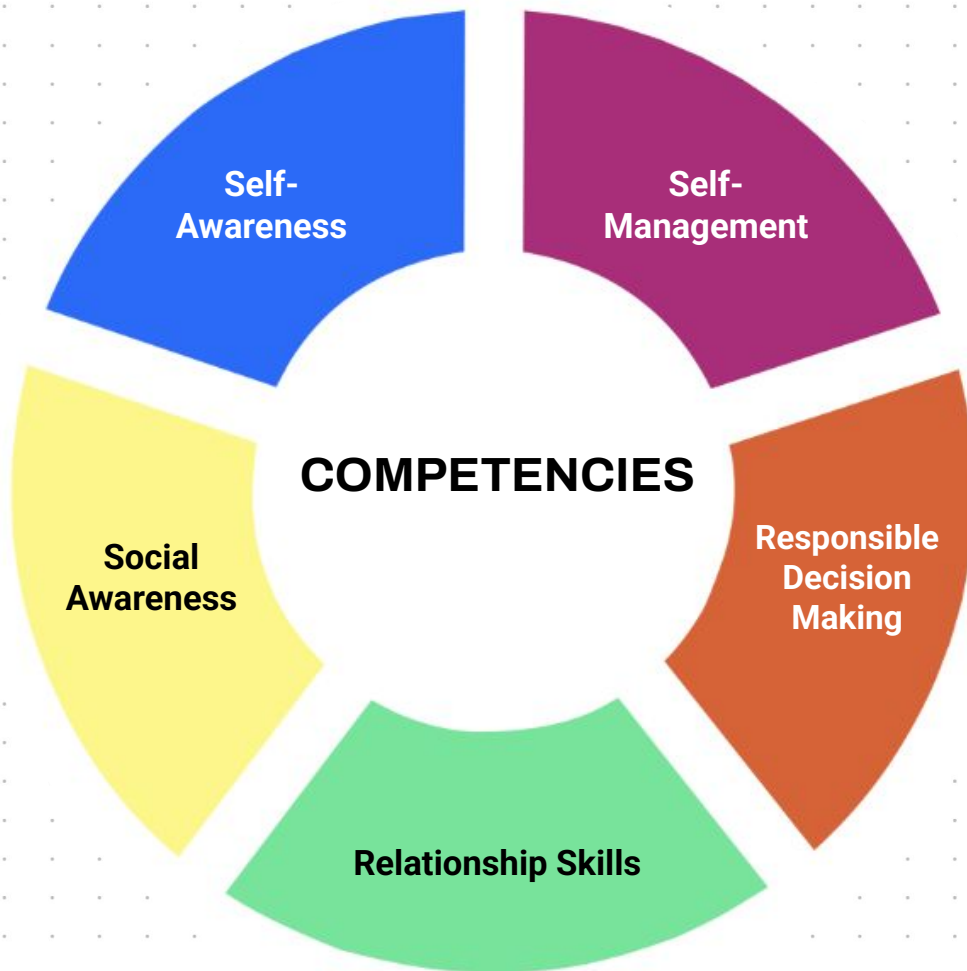 Self-
Awareness
Self-
Management
COMPETENCIES
Social
Awareness
Responsible
Decision
Making
Relationship Skills